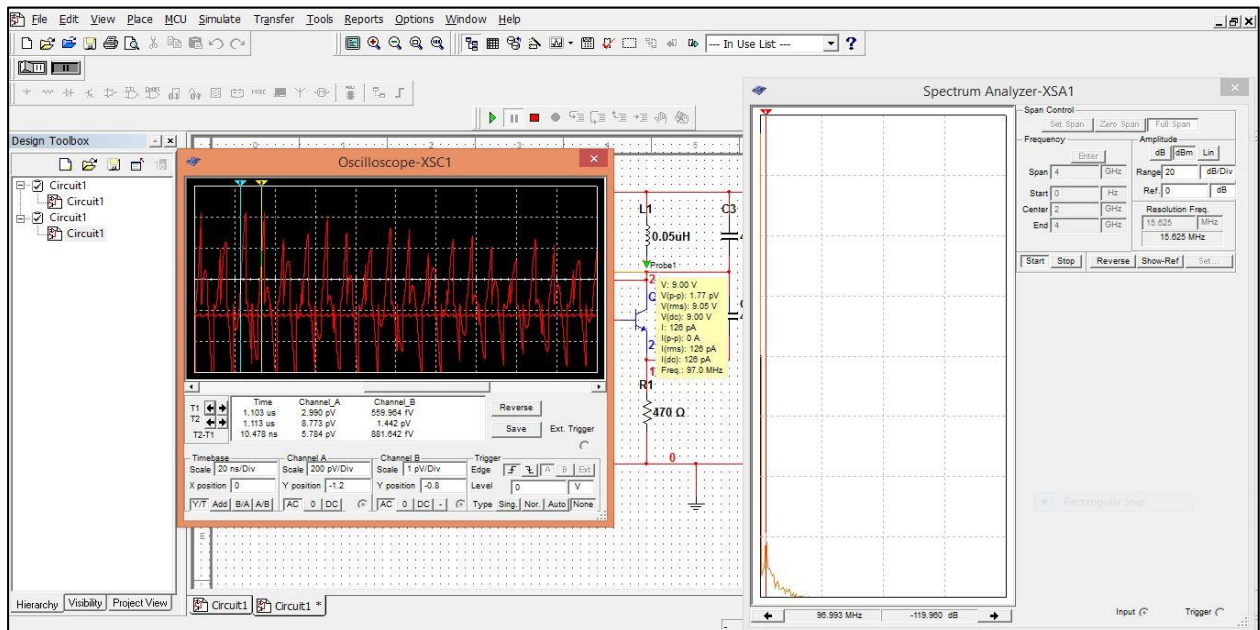 File Edit View Place MCU Simulate Transfer Tools Reports Options Window Help
--- In Use List ---
Design Toolbox
Circuit1
Circuit1
Circuit1
Circuit1
Hierarchy Visibility Project View
Circuit1 Circuit1 *
Oscilloscope-XSC1
Time Channel_A Channel_B
T1 1.103 us 2.990 pV 559.964 fV
T2 1.113 us 8.773 pV 1.442 pV
T2-T1 10.478 ns 5.784 pV 881.642 fV
Reverse
Save
Ext. Trigger
Timebase
Scale 20 ns/Div
X position 0
Y/T Add B/A A/B
Channel A
Scale 200 pV/Div
Y position -1.2
AC 0 DC
Channel B
Scale 1 pV/Div
Y position -0.8
AC 0 DC -
Trigger
Edge A B Ext
Level 0 V
Type Sing. Nor. Auto None
L1
0.05uH
C3
Probe1
V: 9.00 V
V(p-p): 1.77 pV
V(rms): 9.05 V
V(dc): 9.00 V
I: 126 pA
I(p-p): 0 A
I(rms): 126 pA
I(dc): 126 pA
Freq.: 97.0 MHz
R1
470 Ω
0
Spectrum Analyzer-XSA1
Span Control
Set Span Zero Span Full Span
Frequency
Enter
Span 4 GHz
Start 0 Hz
Center 2 GHz
End 4 GHz
Amplitude
dB dBm Lin
Range 20 dB/Div
Ref. 0 dB
Resolution Freq.
15.625 MHz
15.625 MHz
Start Stop Reverse Show-Ref Set...
Rectangular Snip
96.993 MHz -119.960 dB
Input Trigger